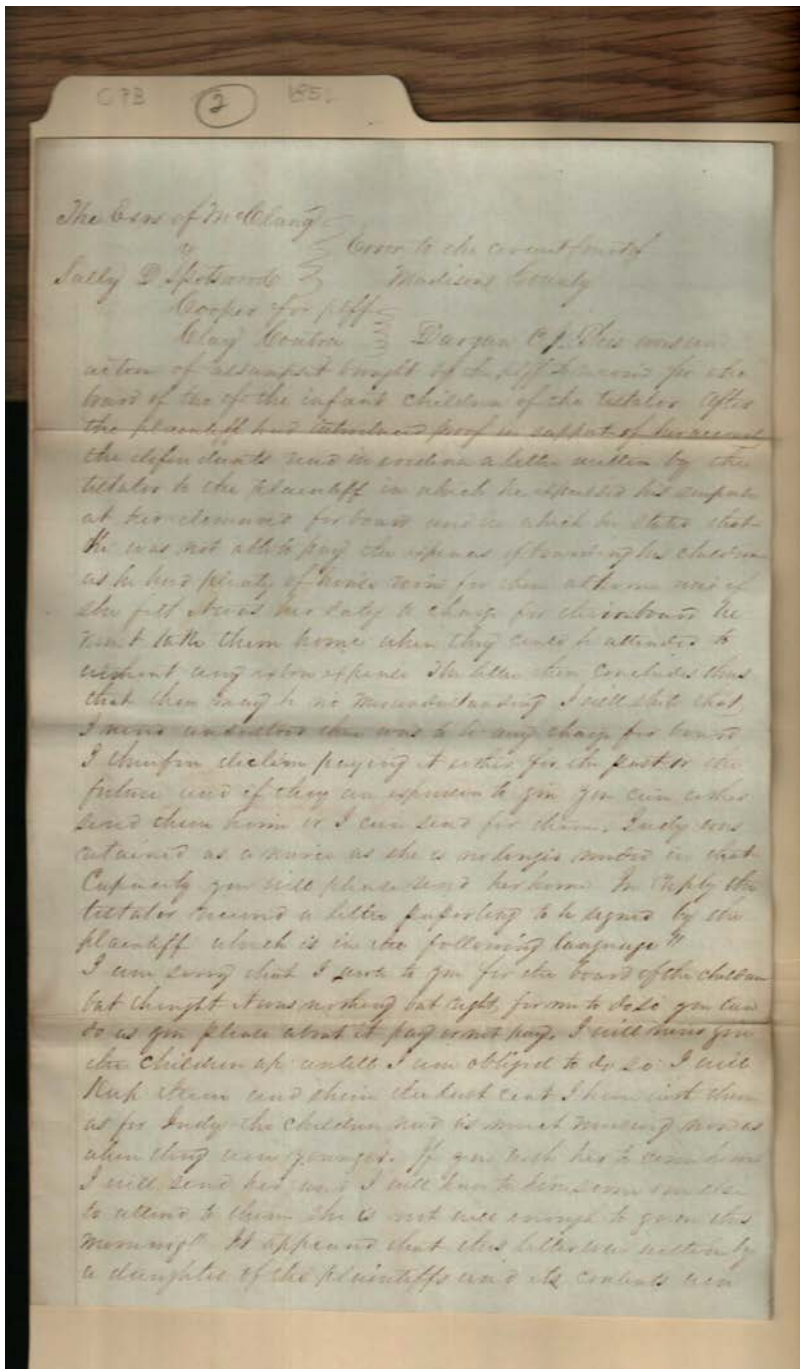 C73 2 1851
The Exrs of McClung
v Error to the circuit court of
Sally D Spotswood Madison County
Cooper for plff
Clay Contra Dargan C J. This was an
action of assumpsit brought by the plff to recover for the
board of two of the infant children of the testator After
the plaintiff had introduced proof in support of her account
the defendants read in evidence a letter written by the
testator to the plaintiff in which he expressed his surprise
at her demand for board and in which he states that
He was not able to pay the expenses of boarding his children
as he had plenty of house room for them at home and if
she felt it was her duty to charge for their board he
must take them home when they could be attended to
without any expense The letter then Concludes thus
that there may be no misunderstanding I will state that
I never understood there was to be any charge for board
I therefore decline paying it either for the past or the
future and if they are expensive to you you can either
send them home or I can send for them. Judy was
retained as a nurse as she is no longer needed in that
Capacity you will please send her home In reply the
testator received a letter purporting to be signed by the
plaintiff which is in the following language "
I am sorry that I wrote to you for the board of the children
but thought it was nothing but right for me to do so you can
do as you please about it pay or not pay. I will never give
the children up untill I am obliged to do so I will
Keep them and share the last cent I have with them
as for Judy the children need as much nursing now as
when they were younger. If you wish her to come home
I will send her and I will have to hire some one else
to attend to them she is not well enough to go on this
morning" It appeared that this letter was written by
a daughter of the plaintiffs and its contents were